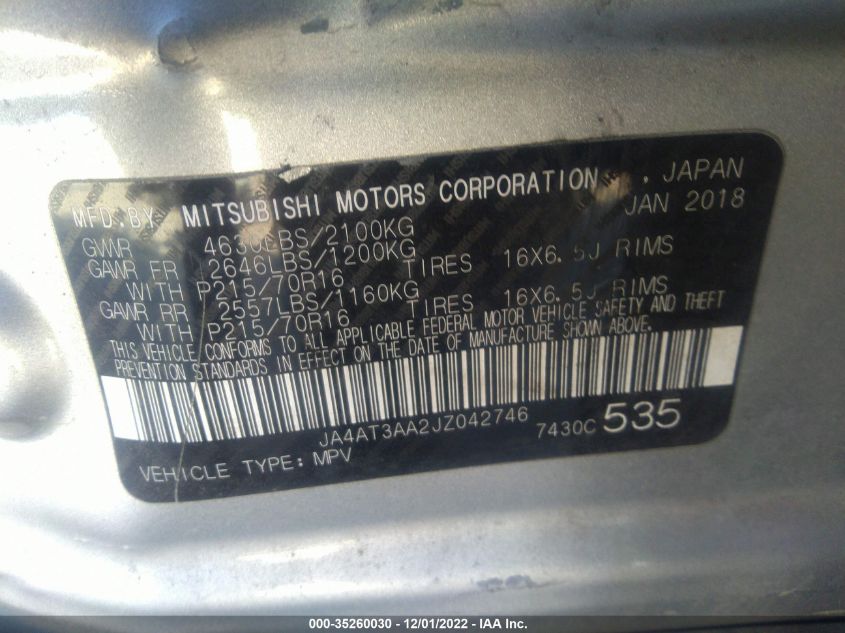 MFD. BY MITSUBISHI MOTORS CORPORATION . JAPAN
JAN 2018
GVWR 4630LBS/2100KG
GAWR FR 2646LBS/1200KG
WITH P215/70R16 TIRES 16X6.5J RIMS
GAWR RR 2557LBS/1160KG
WITH P215/70R16 TIRES 16X6.5J RIMS
THIS VEHICLE CONFORMS TO ALL APPLICABLE FEDERAL MOTOR VEHICLE SAFETY AND THEFT
PREVENTION STANDARDS IN EFFECT ON THE DATE OF MANUFACTURE SHOWN ABOVE.
JA4AT3AA2JZ042746 7430C 535
VEHICLE TYPE: MPV
000-35260030 - 12/01/2022 - IAA Inc.